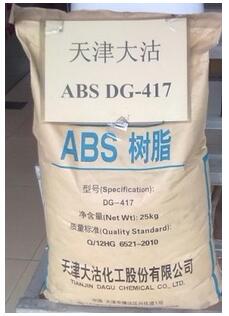 天津大沽
ABS DG-417
ABS 树脂
型号(Specification):
DG-417
净含量(Net Wt): 25kg
质量标准(Quality Standard):
Q/12HG 6521-2010
天津大沽化工股份有限公司
TIANJIN DAGU CHEMICAL CO.,LTD.